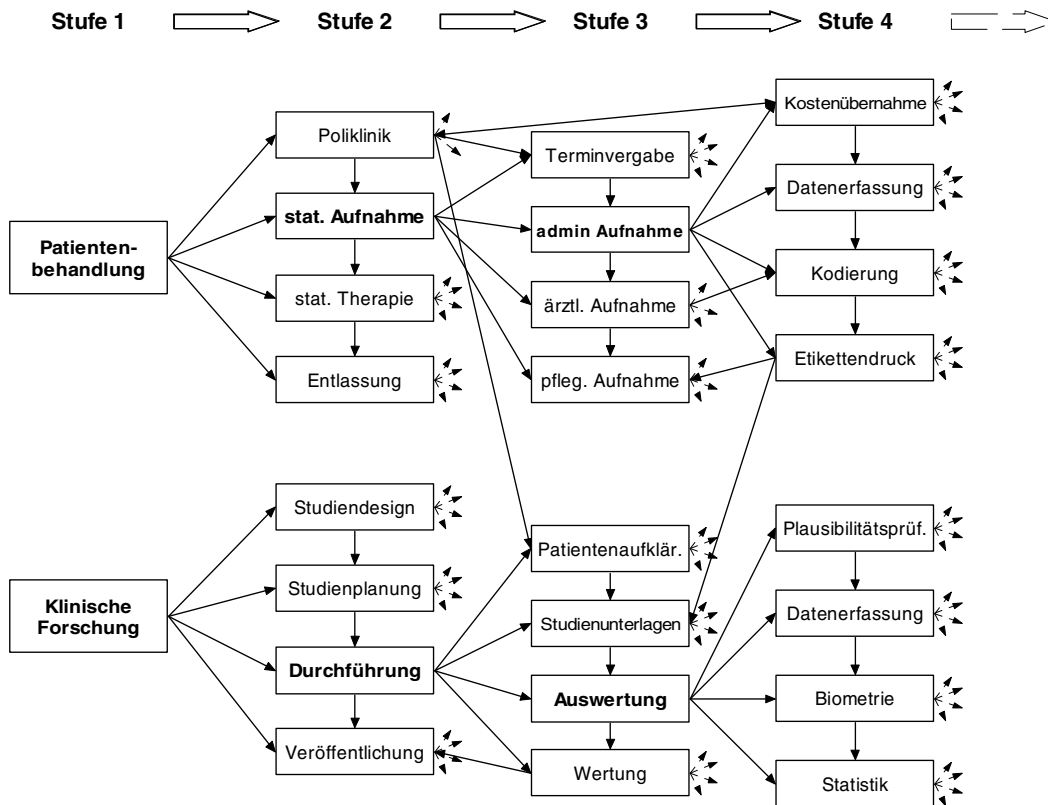 Stufe 1
Stufe 2
Stufe 3
Stufe 4
Patienten-
behandlung
Poliklinik
stat. Aufnahme
stat. Therapie
Entlassung
Terminvergabe
admin Aufnahme
ärztl. Aufnahme
pfleg. Aufnahme
Kostenübernahme
Datenerfassung
Kodierung
Etikettendruck
Klinische
Forschung
Studiendesign
Studienplanung
Durchführung
Veröffentlichung
Patientenaufklär.
Studienunterlagen
Auswertung
Wertung
Plausibilitätsprüf.
Datenerfassung
Biometrie
Statistik